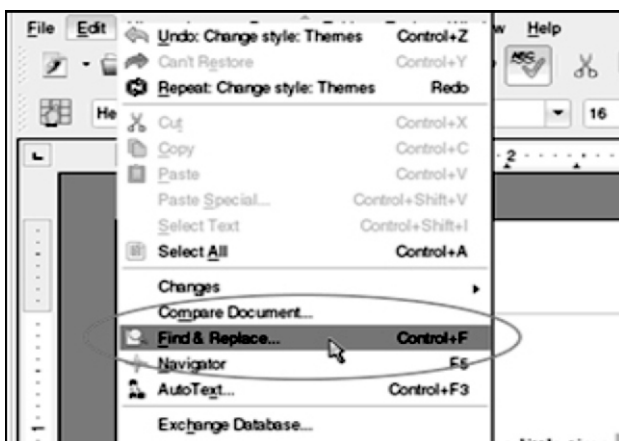 File Edit Help
Undo: Change style: Themes Control+Z
Can't Restore Control+Y
Repeat: Change style: Themes Redo
He 16
Cut Control+X
Copy Control+C
Paste Control+V
2
Paste Special... Control+Shift+V
Select Text Control+Shift+I
Select All Control+A
Changes
Compare Document...
Find & Replace... Control+F
Navigator F5
AutoText... Control+F3
Exchange Database...